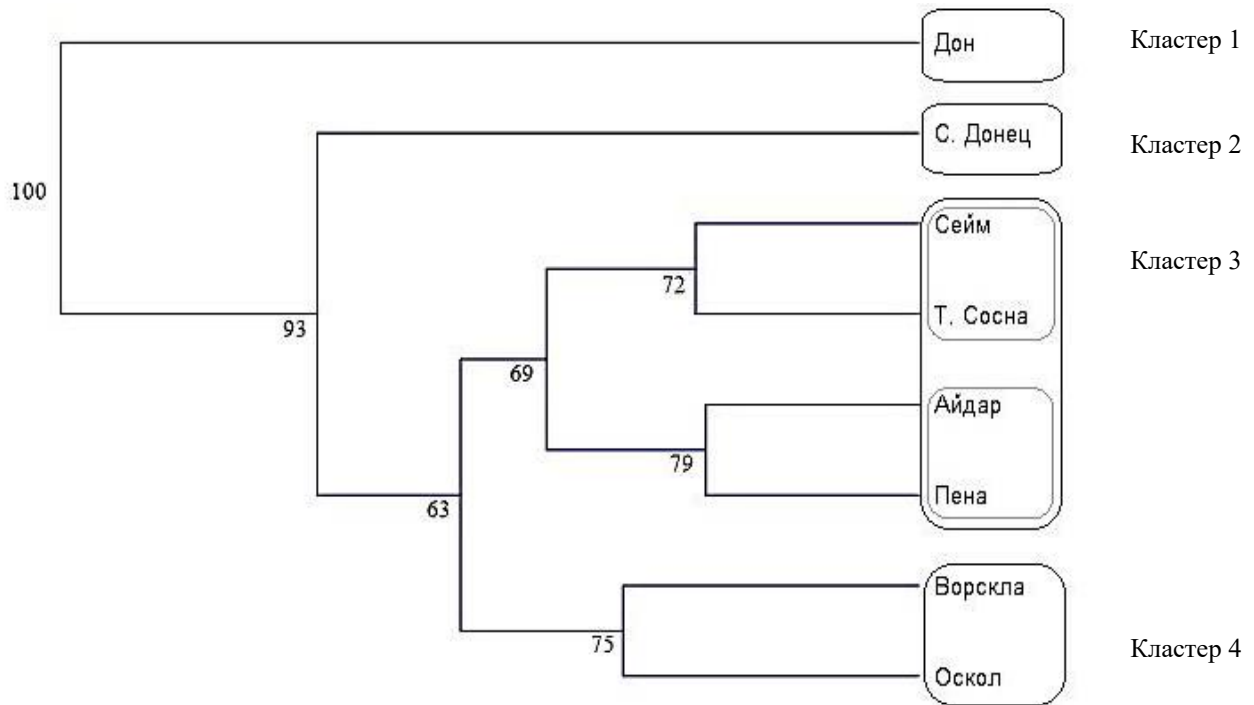 Дон
Кластер 1
С. Донец
Кластер 2
100
Сейм
Кластер 3
72
Т. Сосна
93
69
Айдар
79
Пена
63
Ворскла
75
Кластер 4
Оскол